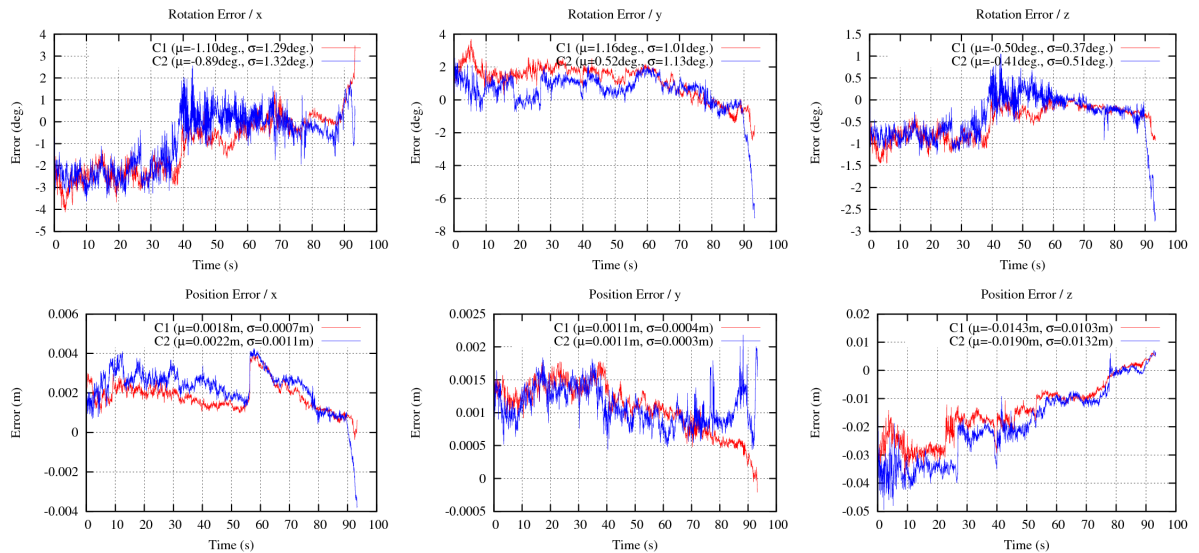 Rotation Error / x
4
3
2
1
0
-1
-2
-3
-4
-5
Error (deg.)
C1 (μ=-1.10deg., σ=1.29deg.)
C2 (μ=-0.89deg., σ=1.32deg.)
0 10 20 30 40 50 60 70 80 90 100
Time (s)
Rotation Error / y
4
2
0
-2
-4
-6
-8
Error (deg.)
C1 (μ=1.16deg., σ=1.01deg.)
C2 (μ=0.52deg., σ=1.13deg.)
0 10 20 30 40 50 60 70 80 90 100
Time (s)
Rotation Error / z
1.5
1
0.5
0
-0.5
-1
-1.5
-2
-2.5
-3
Error (deg.)
C1 (μ=-0.50deg., σ=0.37deg.)
C2 (μ=-0.41deg., σ=0.51deg.)
0 10 20 30 40 50 60 70 80 90 100
Time (s)
Position Error / x
0.006
0.004
0.002
0
-0.002
-0.004
Error (m)
C1 (μ=0.0018m, σ=0.0007m)
C2 (μ=0.0022m, σ=0.0011m)
0 10 20 30 40 50 60 70 80 90 100
Time (s)
Position Error / y
0.0025
0.002
0.0015
0.001
0.0005
0
-0.0005
Error (m)
C1 (μ=0.0011m, σ=0.0004m)
C2 (μ=0.0011m, σ=0.0003m)
0 10 20 30 40 50 60 70 80 90 100
Time (s)
Position Error / z
0.02
0.01
0
-0.01
-0.02
-0.03
-0.04
-0.05
Error (m)
C1 (μ=-0.0143m, σ=0.0103m)
C2 (μ=-0.0190m, σ=0.0132m)
0 10 20 30 40 50 60 70 80 90 100
Time (s)